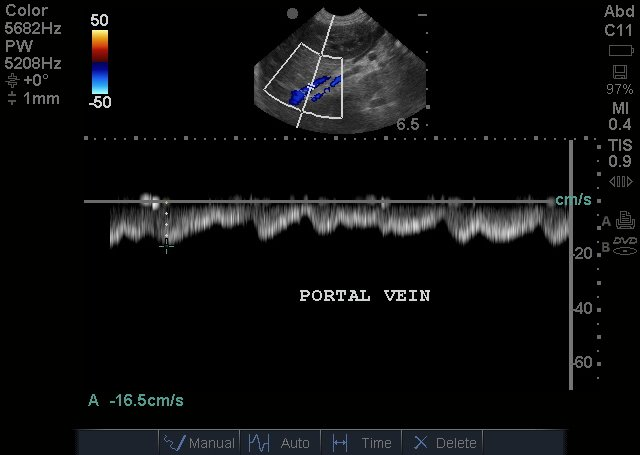 Color
5682Hz
PW
5208Hz
+0°
1mm
50
-50
6.5
Abd
C11
97%
MI
0.4
TIS
0.9
A
B DVD
cm/s
-20
-40
-60
PORTAL VEIN
A -16.5cm/s
Manual
Auto
Time
Delete